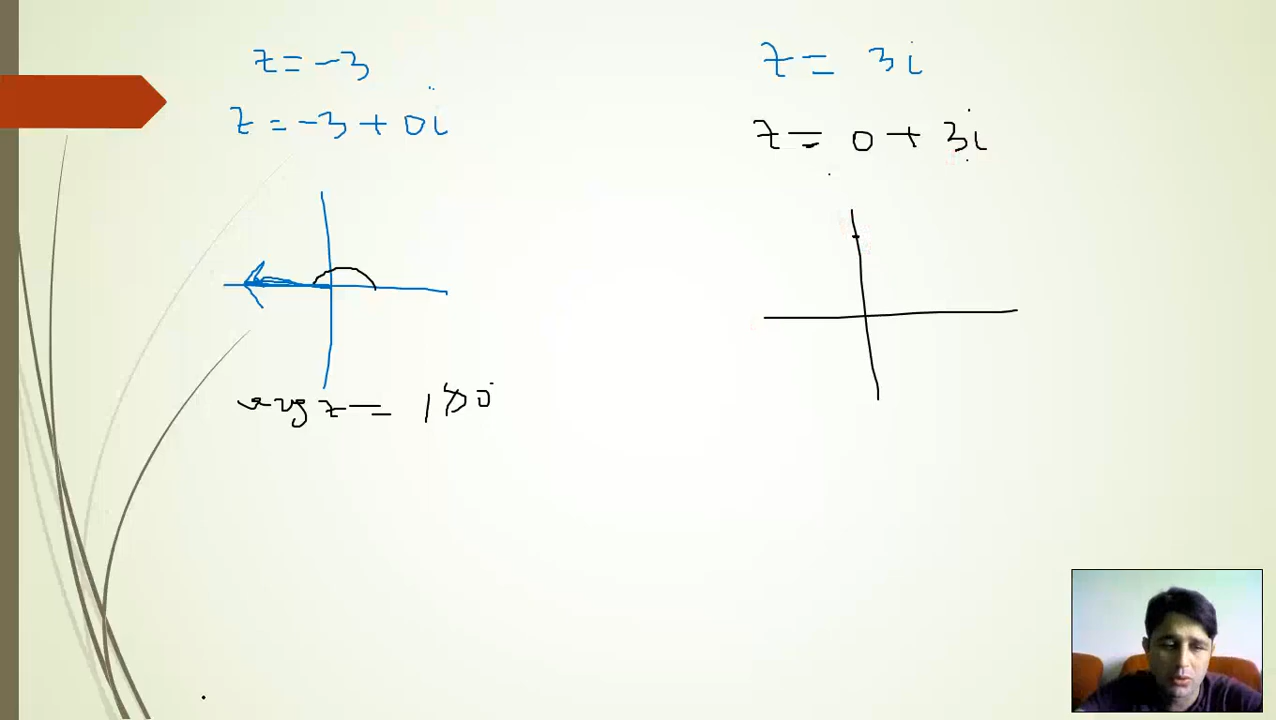 z = -3
z = -3 + 0i
arg z = 180°
z = 3i
z = 0 + 3i